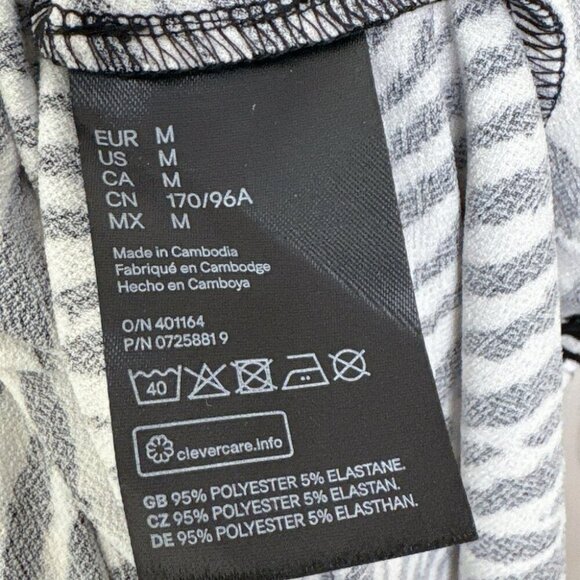 EUR M
US M
CA M
CN 170/96A
MX M
Made in Cambodia
Fabriqué en Cambodge
Hecho en Camboya
O/N 401164
P/N 07258819
40
clevercare.info
GB 95% POLYESTER 5% ELASTANE.
CZ 95% POLYESTER 5% ELASTAN.
DE 95% POLYESTER 5% ELASTHAN.